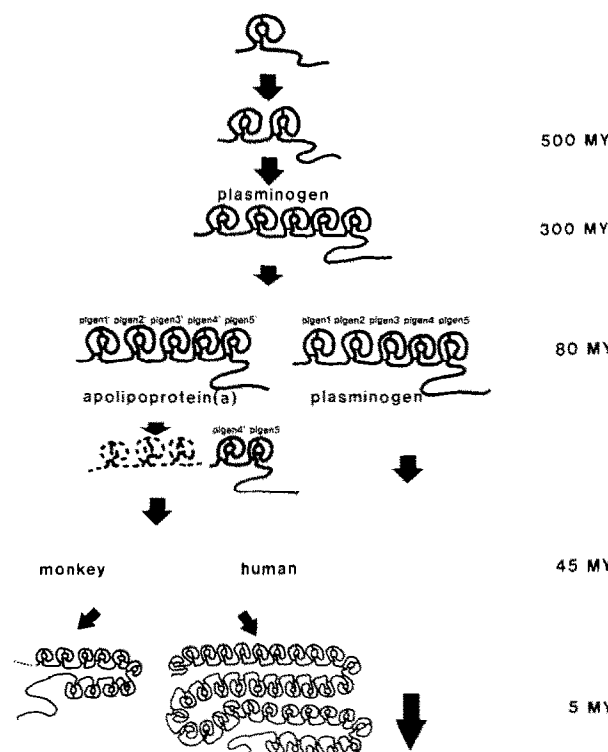 500 MY
plasminogen
300 MY
plgen1' plgen2' plgen3' plgen4' plgen5' plgen1 plgen2 plgen3 plgen4 plgen5
80 MY
apolipoprotein(a) plasminogen
plgen4' plgen5
45 MY
monkey human
5 MY